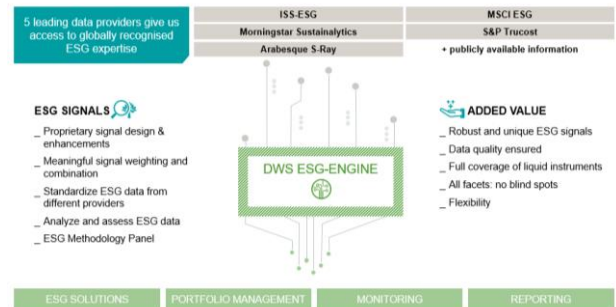 5 leading data providers give us
access to globally recognised
ESG expertise
ISS-ESG
MSCI ESG
Morningstar Sustainalytics
S&P Trucost
Arabesque S-Ray
+ publicly available information
ESG SIGNALS
_ Proprietary signal design &
enhancements
_ Meaningful signal weighting and
combination
_ Standardize ESG data from
different providers
_ Analyze and assess ESG data
_ ESG Methodology Panel
DWS ESG-ENGINE
ADDED VALUE
_ Robust and unique ESG signals
_ Data quality ensured
_ Full coverage of liquid instruments
_ All facets: no blind spots
_ Flexibility
ESG SOLUTIONS
PORTFOLIO MANAGEMENT
MONITORING
REPORTING